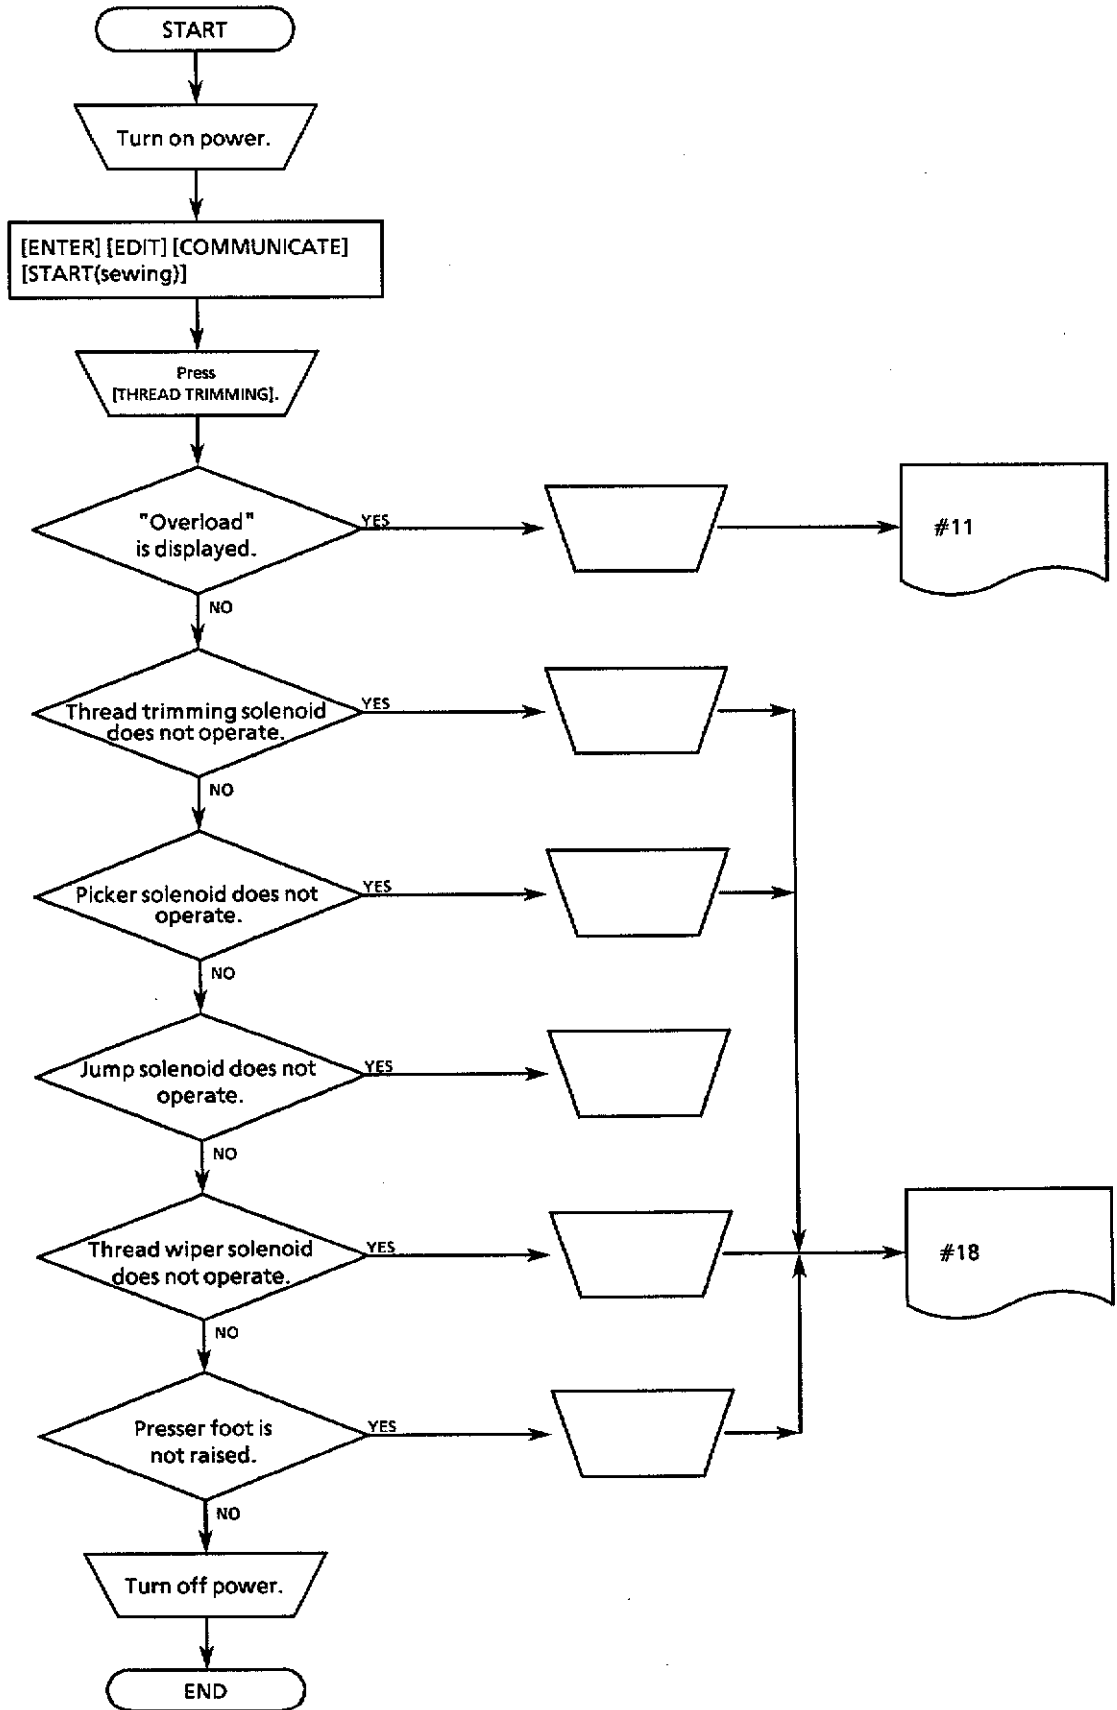 START
Turn on power.
[ENTER] [EDIT] [COMMUNICATE]
[START(sewing)]
Press
[THREAD TRIMMING].
"Overload"
is displayed.
YES
#11
NO
Thread trimming solenoid
does not operate.
YES
NO
Picker solenoid does not
operate.
YES
NO
Jump solenoid does not
operate.
YES
NO
Thread wiper solenoid
does not operate.
YES
#18
NO
Presser foot is
not raised.
YES
NO
Turn off power.
END